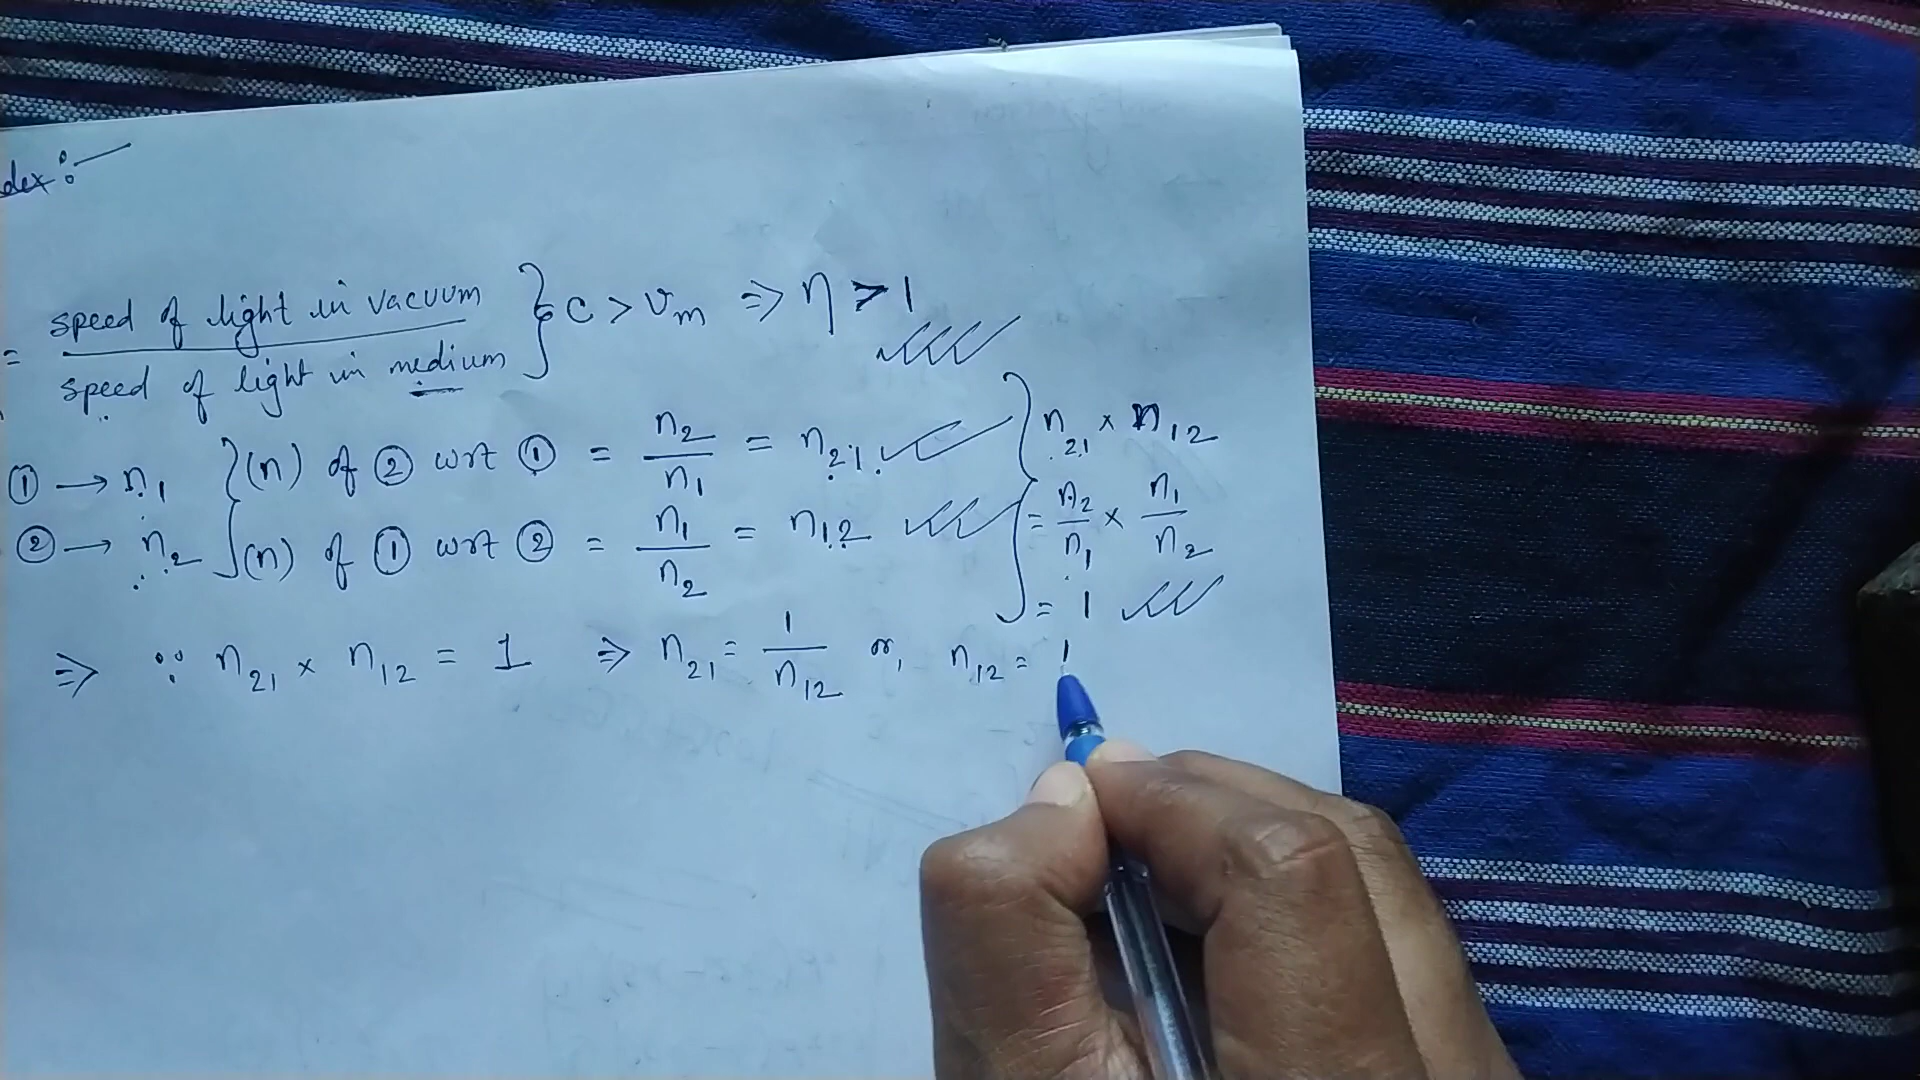 dex :-
= speed of light in vacuum / speed of light in medium } c > vm ⇒ η > 1
① → n1 } (n) of ② wrt ① = n2/n1 = n21
② → n2 } (n) of ① wrt ② = n1/n2 = n12
} n21 × n12
= n2/n1 × n1/n2
= 1
⇒ ∵ n21 × n12 = 1 ⇒ n21 = 1/n12 or, n12 = 1